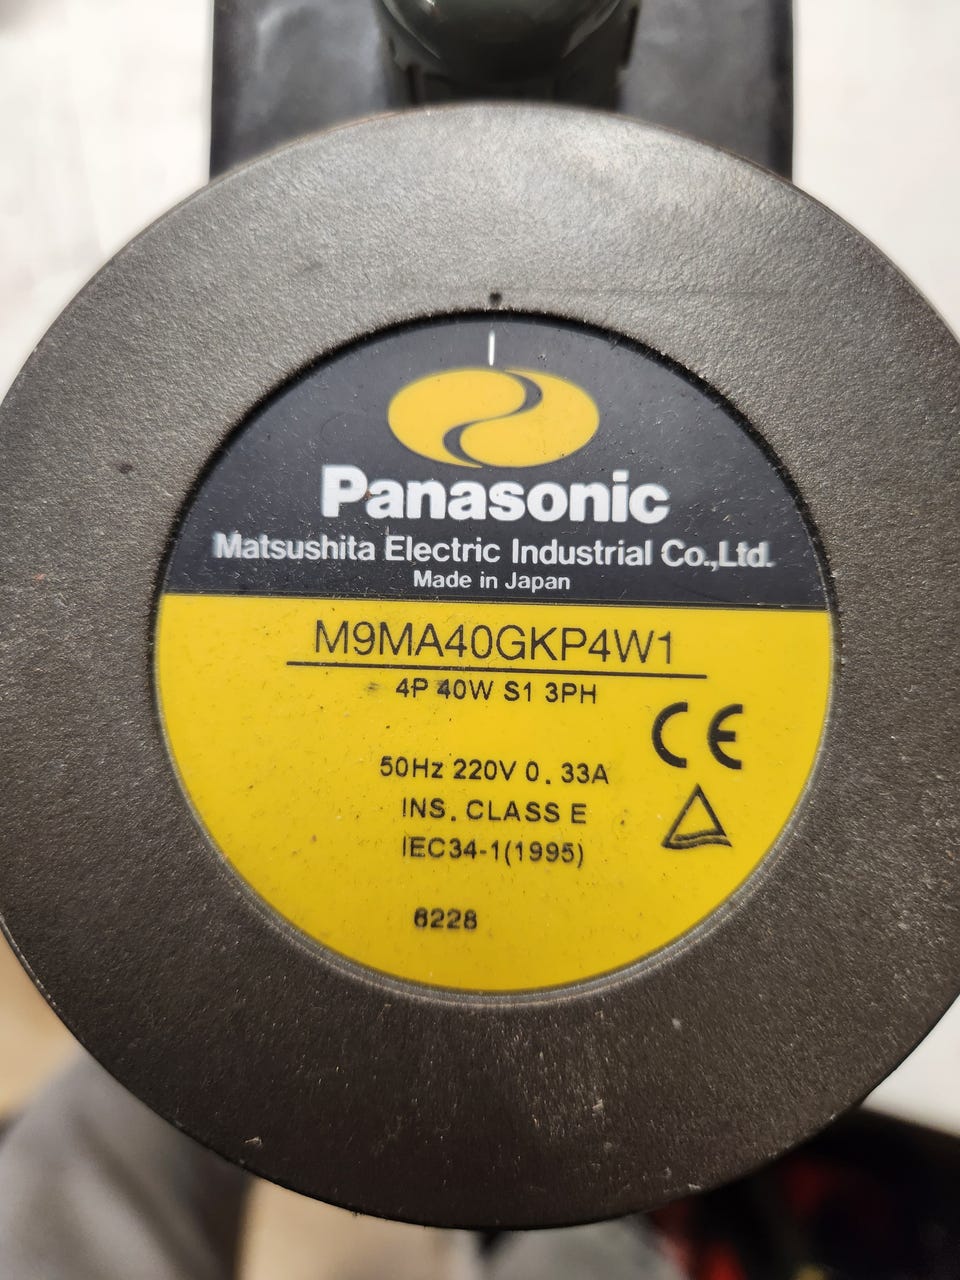 Panasonic
Matsushita Electric Industrial Co.,Ltd.
Made in Japan
M9MA40GKP4W1
4P 40W S1 3PH
50Hz 220V 0.33A
CE
INS. CLASS E
IEC34-1(1995)
6228